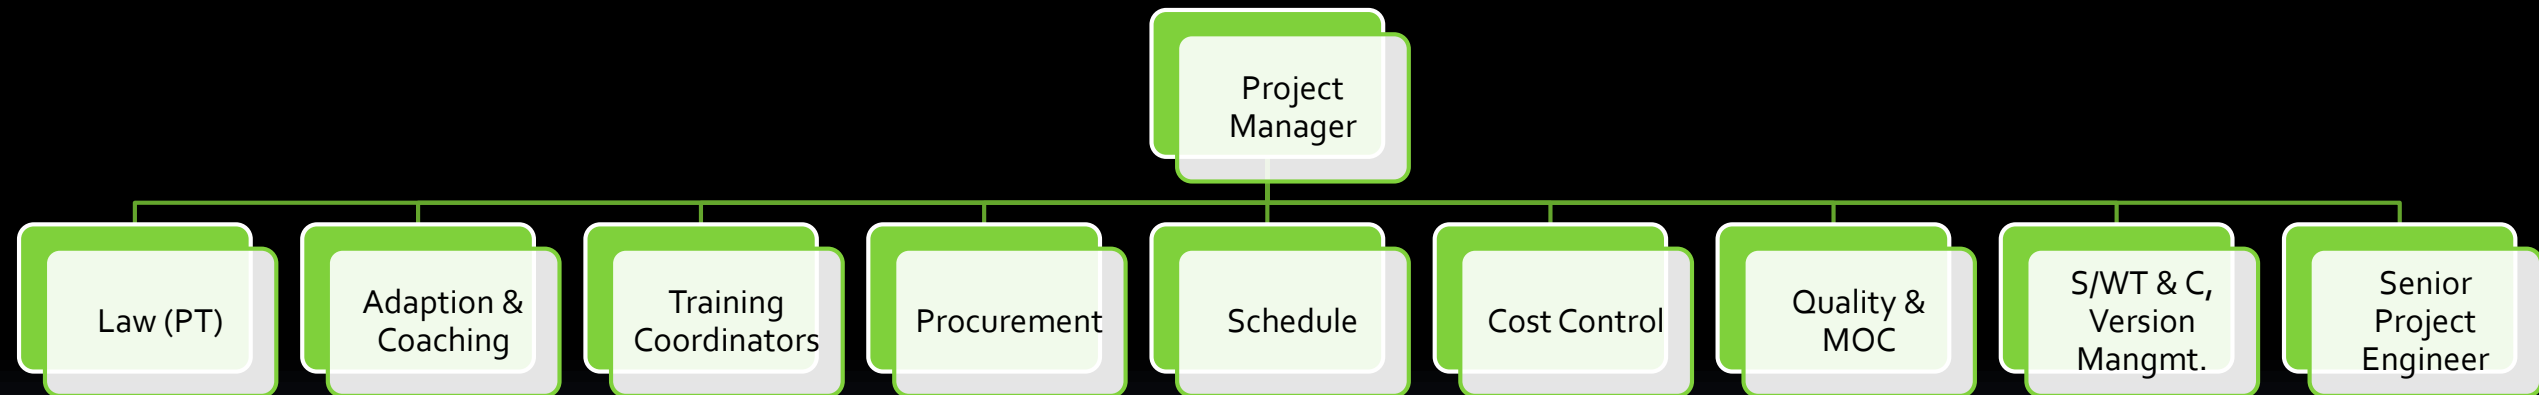 Project
Manager
Law (PT)
Adaption &
Coaching
Training
Coordinators
Procurement
Schedule
Cost Control
Quality &
MOC
S/WT & C,
Version
Mangmt.
Senior
Project
Engineer